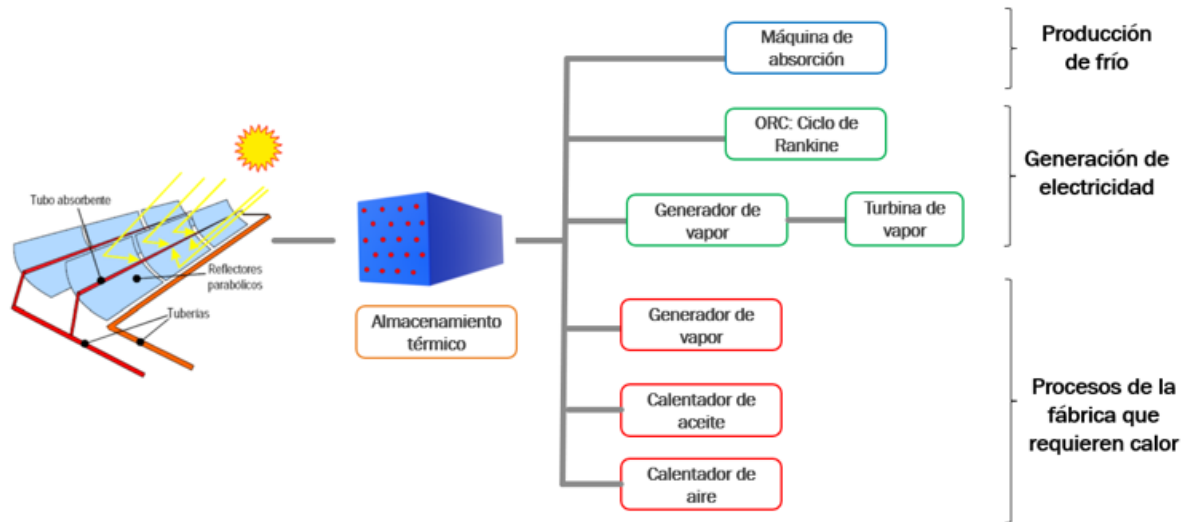 Tubo absorbente
Reflectores
parabólicos
Tuberías
Almacenamiento
térmico
Máquina de
absorción
ORC: Ciclo de
Rankine
Generador de
vapor
Turbina de
vapor
Generador de
vapor
Calentador de
aceite
Calentador de
aire
Producción
de frío
Generación de
electricidad
Procesos de la
fábrica que
requieren calor